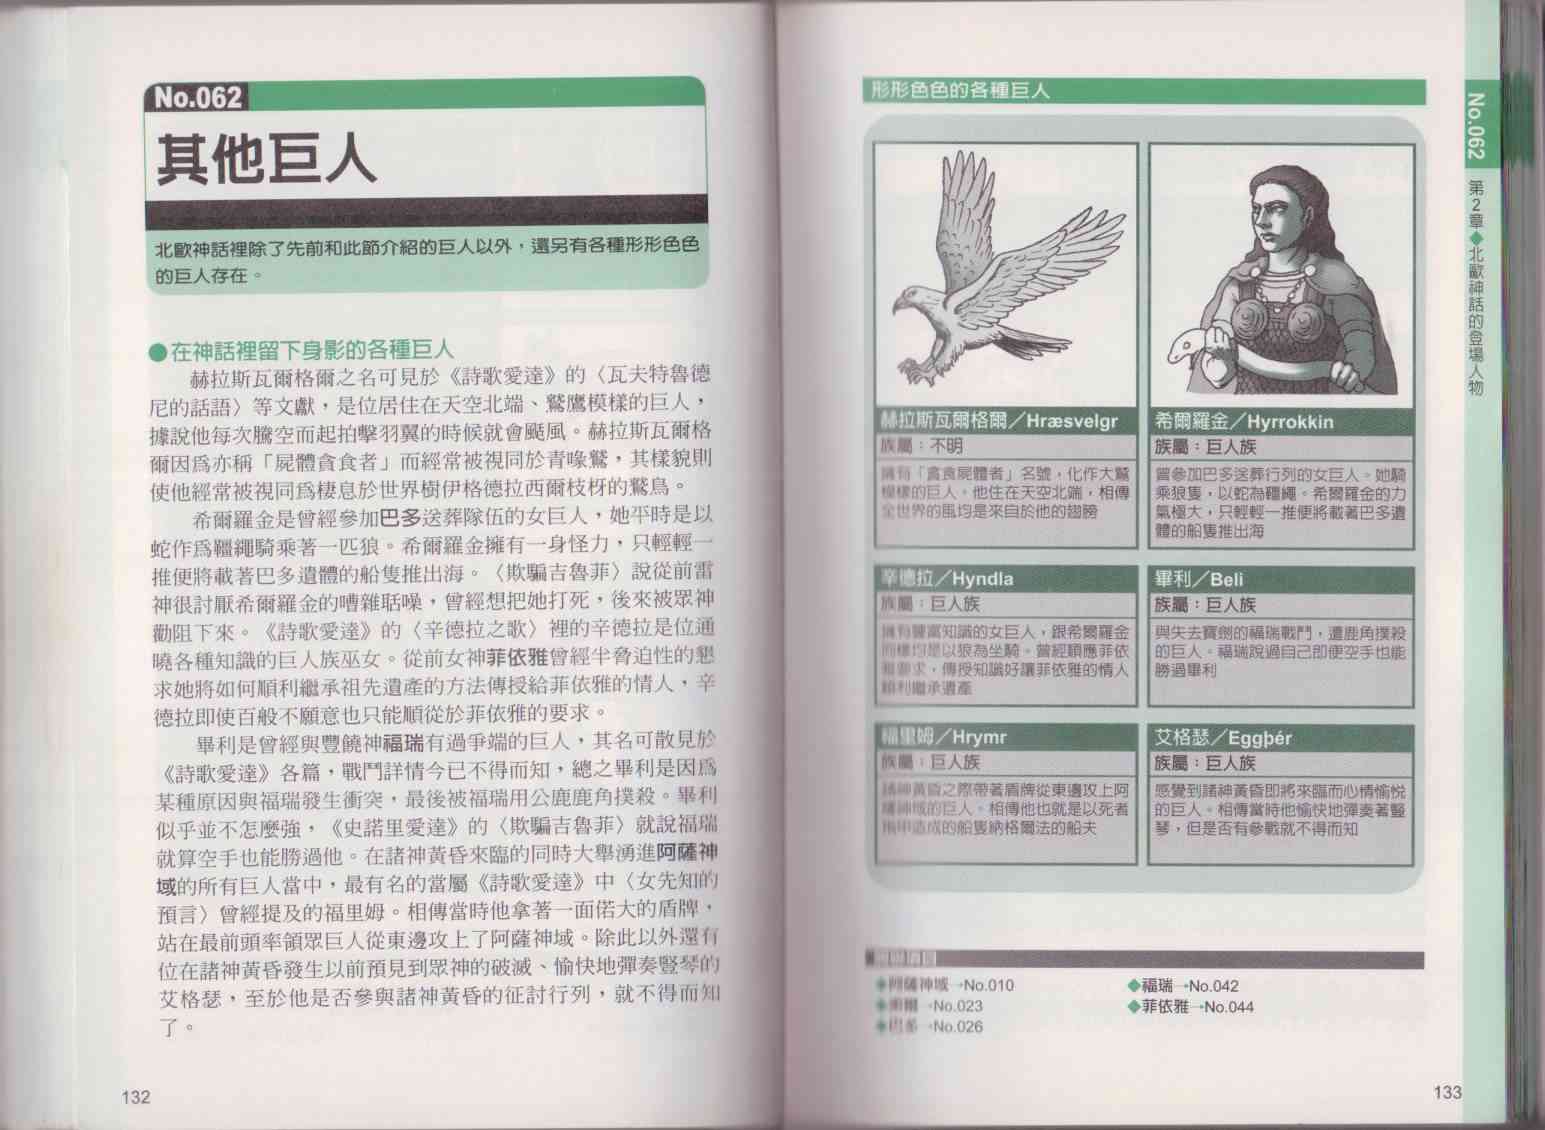 No.062
其他巨人
北歐神話裡除了先前和此節介紹的巨人以外，還另有各種形形色色
的巨人存在。
●在神話裡留下身影的各種巨人
赫拉斯瓦爾格爾之名可見於《詩歌愛達》的〈瓦夫特魯德
尼的話語〉等文獻，是位居住在天空北端、鷲鷹模樣的巨人，
據說他每次騰空而起拍擊羽翼的時候就會颳風。赫拉斯瓦爾格
爾因為亦稱「屍體貪食者」而經常被視同於青喙鷲，其樣貌則
使他經常被視同為棲息於世界樹伊格德拉西爾枝枒的鷲鳥。
希爾羅金是曾經參加巴多送葬隊伍的女巨人，她平時是以
蛇作為韁繩騎乘著一匹狼。希爾羅金擁有一身怪力，只輕輕一
推便將載著巴多遺體的船隻推出海。〈欺騙吉魯菲〉說從前雷
神很討厭希爾羅金的嘈雜聒噪，曾經想把她打死，後來被眾神
勸阻下來。《詩歌愛達》的〈辛德拉之歌〉裡的辛德拉是位通
曉各種知識的巨人族巫女。從前女神菲依雅曾經半脅迫性的懇
求她將如何順利繼承祖先遺產的方法傳授給菲依雅的情人，辛
德拉即使百般不願意也只能順從於菲依雅的要求。
畢利是曾經與豐饒神福瑞有過爭端的巨人，其名可散見於
《詩歌愛達》各篇，戰鬥詳情今已不得而知，總之畢利是因為
某種原因與福瑞發生衝突，最後被福瑞用公鹿鹿角撲殺。畢利
似乎並不怎麼強，《史諾里愛達》的〈欺騙吉魯菲〉就說福瑞
就算空手也能勝過他。在諸神黃昏來臨的同時大舉湧進阿薩神
域的所有巨人當中，最有名的當屬《詩歌愛達》中〈女先知的
預言〉曾經提及的福里姆。相傳當時他拿著一面偌大的盾牌，
站在最前頭率領眾巨人從東邊攻上了阿薩神域。除此以外還有
位在諸神黃昏發生以前預見到眾神的破滅、愉快地彈奏豎琴的
艾格瑟，至於他是否參與諸神黃昏的征討行列，就不得而知
了。
132
形形色色的各種巨人
赫拉斯瓦爾格爾／Hræsvelgr
族屬：不明
擁有「貪食屍體者」名號，化作大鷲
模樣的巨人。他住在天空北端，相傳
全世界的風均是來自於他的翅膀
希爾羅金／Hyrrokkin
族屬：巨人族
曾參加巴多送葬行列的女巨人。她騎
乘狼隻，以蛇為韁繩。希爾羅金的力
氣極大，只輕輕一推便將載著巴多遺
體的船隻推出海
辛德拉／Hyndla
族屬：巨人族
擁有豐富知識的女巨人，跟希爾羅金
同樣均是以狼為坐騎。曾經順應菲依
雅要求，傳授知識好讓菲依雅的情人
順利繼承遺產
畢利／Beli
族屬：巨人族
與失去寶劍的福瑞戰鬥，遭鹿角撲殺
的巨人。福瑞說過自己即便空手也能
勝過畢利
福里姆／Hrymr
族屬：巨人族
諸神黃昏之際帶著盾牌從東邊攻上阿
薩神域的巨人。相傳他也就是以死者
指甲造成的船隻納格爾法的船夫
艾格瑟／Eggþér
族屬：巨人族
感覺到諸神黃昏即將來臨而心情愉悅
的巨人。相傳當時他愉快地彈奏著豎
琴，但是否有參戰就不得而知
◆阿薩神域→No.010
→No.023
◆巴多→No.026
◆福瑞→No.042
◆菲依雅→No.044
133
No.062
第2章◆北歐神話的登場人物